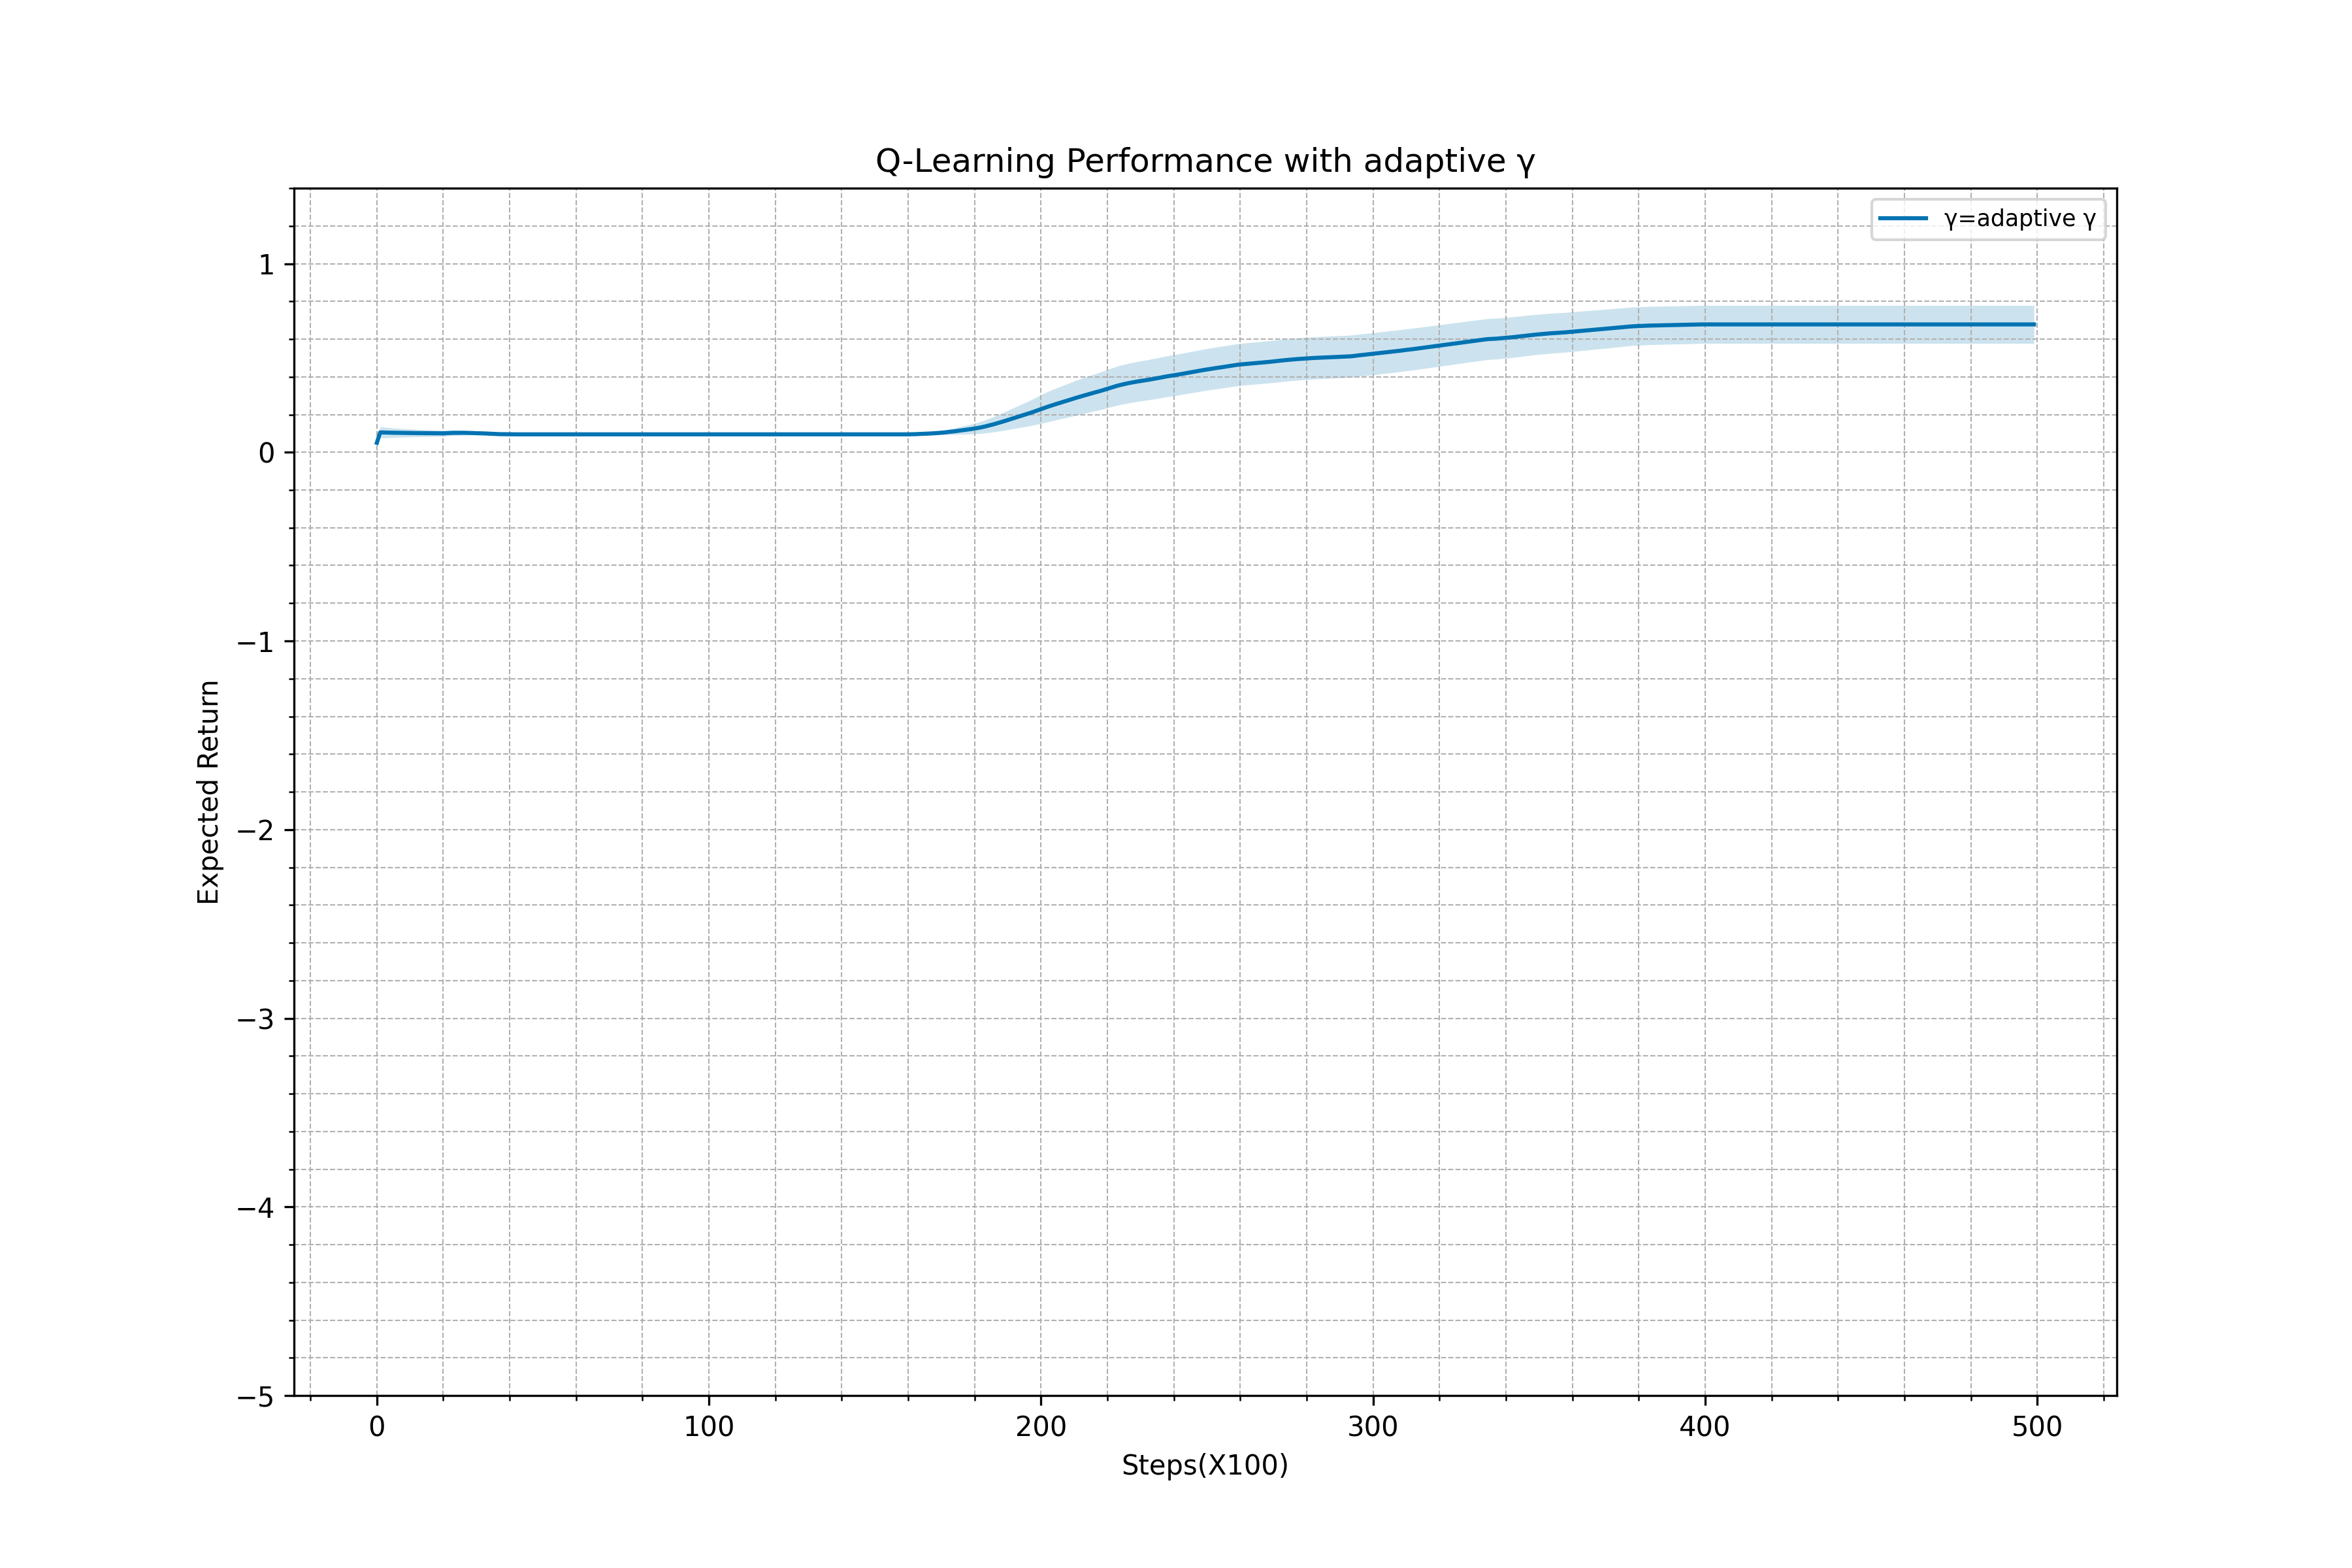 Q-Learning Performance with adaptive γ
γ=adaptive γ
1
0
−1
−2
−3
−4
−5
Expected Return
0 100 200 300 400 500
Steps(X100)